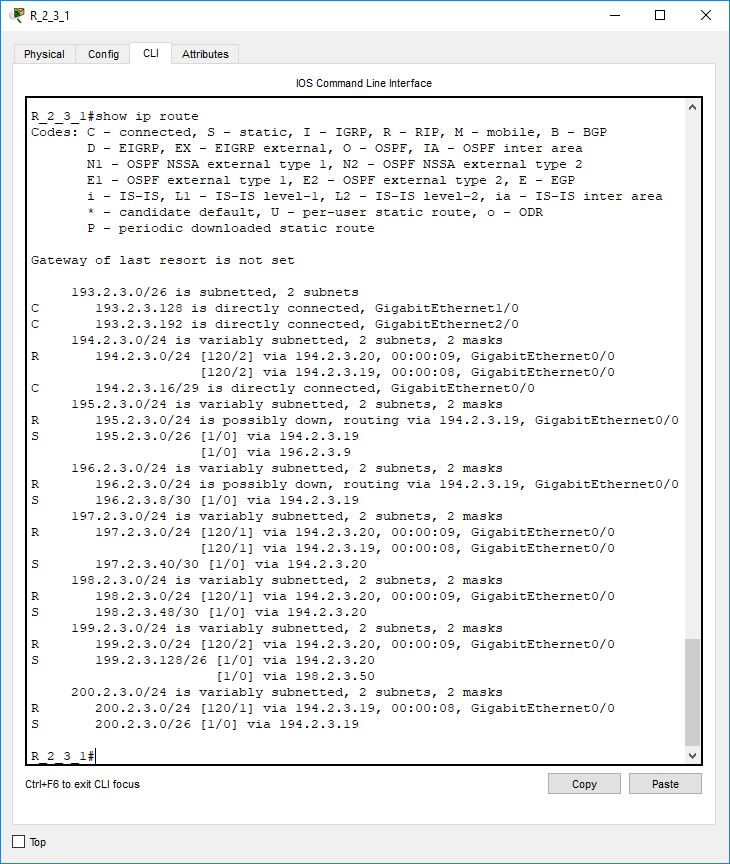 R_2_3_1
Physical Config CLI Attributes
IOS Command Line Interface
R_2_3_1#show ip route
Codes: C - connected, S - static, I - IGRP, R - RIP, M - mobile, B - BGP
       D - EIGRP, EX - EIGRP external, O - OSPF, IA - OSPF inter area
       N1 - OSPF NSSA external type 1, N2 - OSPF NSSA external type 2
       E1 - OSPF external type 1, E2 - OSPF external type 2, E - EGP
       i - IS-IS, L1 - IS-IS level-1, L2 - IS-IS level-2, ia - IS-IS inter area
       * - candidate default, U - per-user static route, o - ODR
       P - periodic downloaded static route
Gateway of last resort is not set
     193.2.3.0/26 is subnetted, 2 subnets
C       193.2.3.128 is directly connected, GigabitEthernet1/0
C       193.2.3.192 is directly connected, GigabitEthernet2/0
     194.2.3.0/24 is variably subnetted, 2 subnets, 2 masks
R       194.2.3.0/24 [120/2] via 194.2.3.20, 00:00:09, GigabitEthernet0/0
                     [120/2] via 194.2.3.19, 00:00:08, GigabitEthernet0/0
C       194.2.3.16/29 is directly connected, GigabitEthernet0/0
     195.2.3.0/24 is variably subnetted, 2 subnets, 2 masks
R       195.2.3.0/24 is possibly down, routing via 194.2.3.19, GigabitEthernet0/0
S       195.2.3.0/26 [1/0] via 194.2.3.19
                     [1/0] via 196.2.3.9
     196.2.3.0/24 is variably subnetted, 2 subnets, 2 masks
R       196.2.3.0/24 is possibly down, routing via 194.2.3.19, GigabitEthernet0/0
S       196.2.3.8/30 [1/0] via 194.2.3.19
     197.2.3.0/24 is variably subnetted, 2 subnets, 2 masks
R       197.2.3.0/24 [120/1] via 194.2.3.20, 00:00:09, GigabitEthernet0/0
                     [120/1] via 194.2.3.19, 00:00:08, GigabitEthernet0/0
S       197.2.3.40/30 [1/0] via 194.2.3.20
     198.2.3.0/24 is variably subnetted, 2 subnets, 2 masks
R       198.2.3.0/24 [120/1] via 194.2.3.20, 00:00:09, GigabitEthernet0/0
S       198.2.3.48/30 [1/0] via 194.2.3.20
     199.2.3.0/24 is variably subnetted, 2 subnets, 2 masks
R       199.2.3.0/24 [120/2] via 194.2.3.20, 00:00:09, GigabitEthernet0/0
S       199.2.3.128/26 [1/0] via 194.2.3.20
                       [1/0] via 198.2.3.50
     200.2.3.0/24 is variably subnetted, 2 subnets, 2 masks
R       200.2.3.0/24 [120/1] via 194.2.3.19, 00:00:08, GigabitEthernet0/0
S       200.2.3.0/26 [1/0] via 194.2.3.19
R_2_3_1#
Ctrl+F6 to exit CLI focus Copy Paste
Top